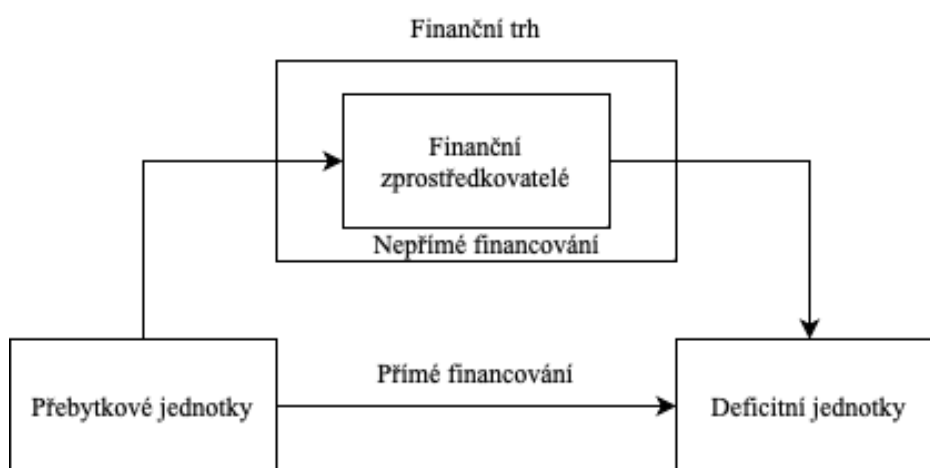 Finanční trh
Finanční
zprostředkovatelé
Nepřímé financování
Přímé financování
Přebytkové jednotky
Deficitní jednotky